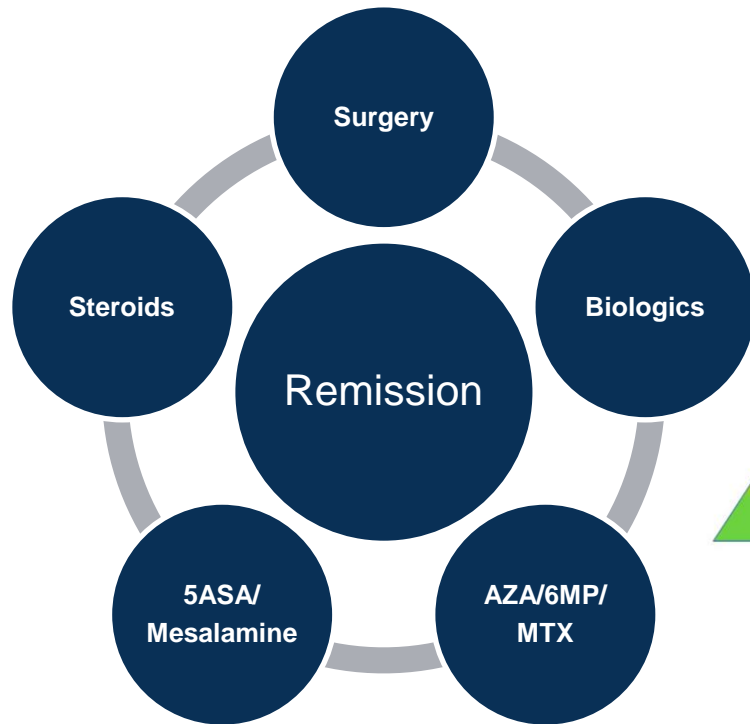 Surgery
Steroids
Biologics
Remission
5ASA/
Mesalamine
AZA/6MP/
MTX